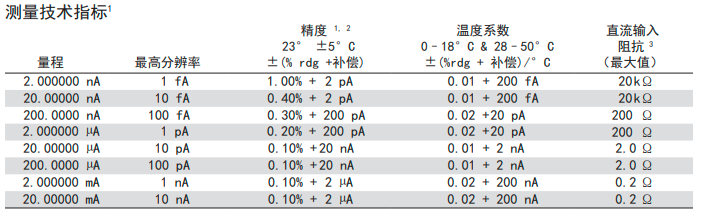 测量技术指标¹
精度 ¹, ² 温度系数 直流输入
23° ±5°C 0-18°C & 28-50°C 阻抗 ³
量程 最高分辨率 ±(% rdg +补偿) ±(%rdg + 补偿)/°C (最大值)
2.000000 nA 1 fA 1.00% + 2 pA 0.01 + 200 fA 20kΩ
20.00000 nA 10 fA 0.40% + 2 pA 0.01 + 200 fA 20kΩ
200.0000 nA 100 fA 0.30% + 200 pA 0.02 +20 pA 200 Ω
2.000000 μA 1 pA 0.20% + 200 pA 0.02 +20 pA 200 Ω
20.00000 μA 10 pA 0.10% +20 nA 0.01 + 2 nA 2.0 Ω
200.0000 μA 100 pA 0.10% +20 nA 0.01 + 2 nA 2.0 Ω
2.000000 mA 1 nA 0.10% + 2 μA 0.02 + 200 nA 0.2 Ω
20.00000 mA 10 nA 0.10% + 2 μA 0.02 + 200 nA 0.2 Ω